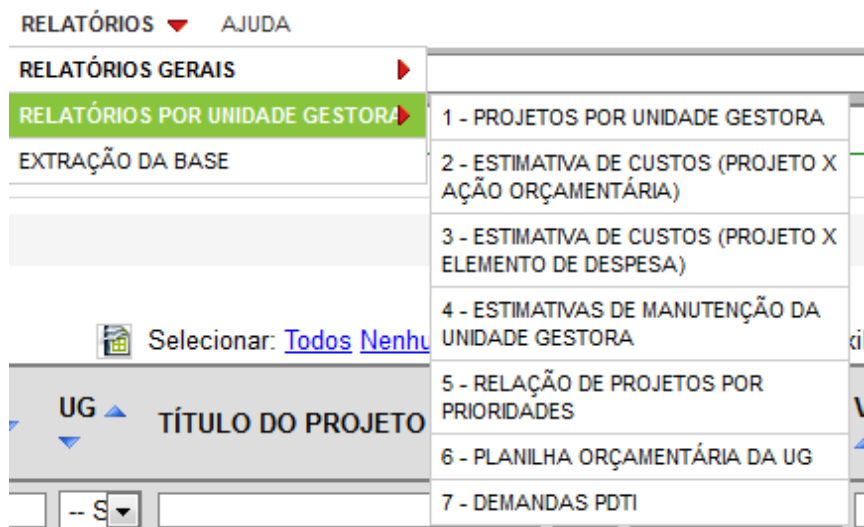 RELATÓRIOS AJUDA
RELATÓRIOS GERAIS
RELATÓRIOS POR UNIDADE GESTORA
EXTRAÇÃO DA BASE
1 - PROJETOS POR UNIDADE GESTORA
2 - ESTIMATIVA DE CUSTOS (PROJETO X
AÇÃO ORÇAMENTÁRIA)
3 - ESTIMATIVA DE CUSTOS (PROJETO X
ELEMENTO DE DESPESA)
4 - ESTIMATIVAS DE MANUTENÇÃO DA
UNIDADE GESTORA
5 - RELAÇÃO DE PROJETOS POR
PRIORIDADES
6 - PLANILHA ORÇAMENTÁRIA DA UG
7 - DEMANDAS PDTI
Selecionar: Todos Nenhu
UG TÍTULO DO PROJETO
-- S